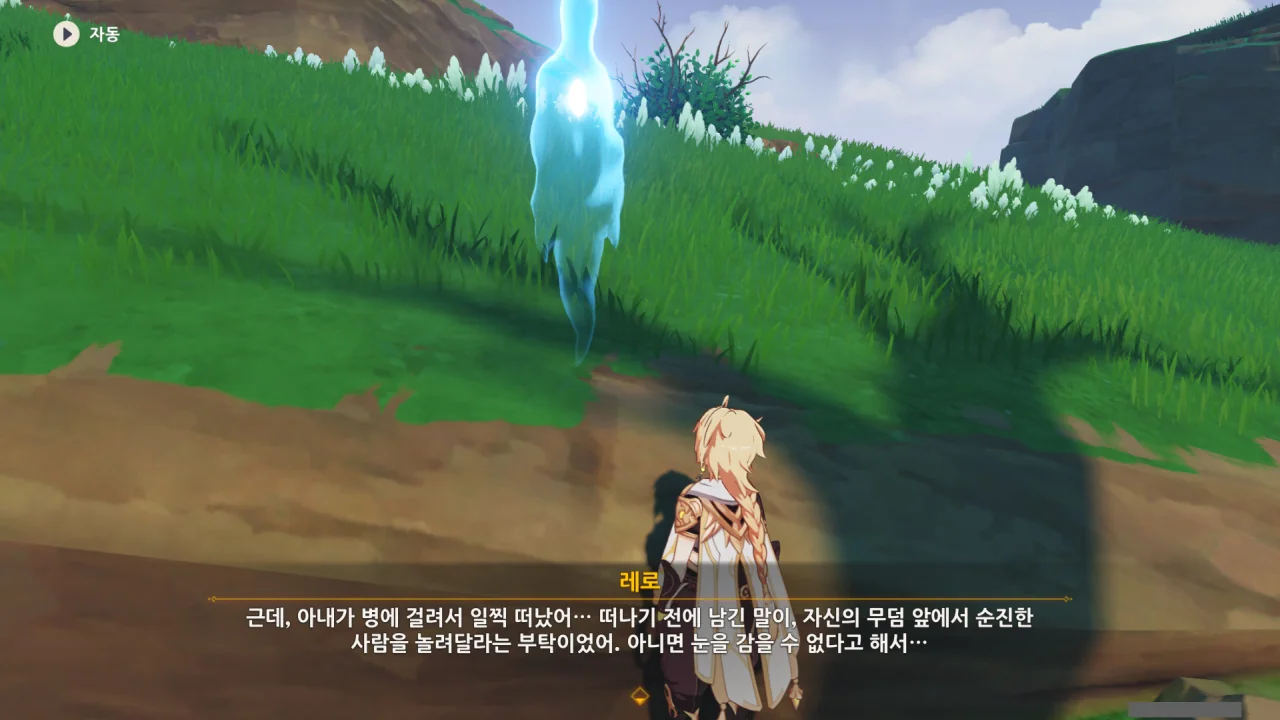 자동
레로
근데, 아내가 병에 걸려서 일찍 떠났어… 떠나기 전에 남긴 말이, 자신의 무덤 앞에서 순진한
사람을 놀려달라는 부탁이었어. 아니면 눈을 감을 수 없다고 해서…